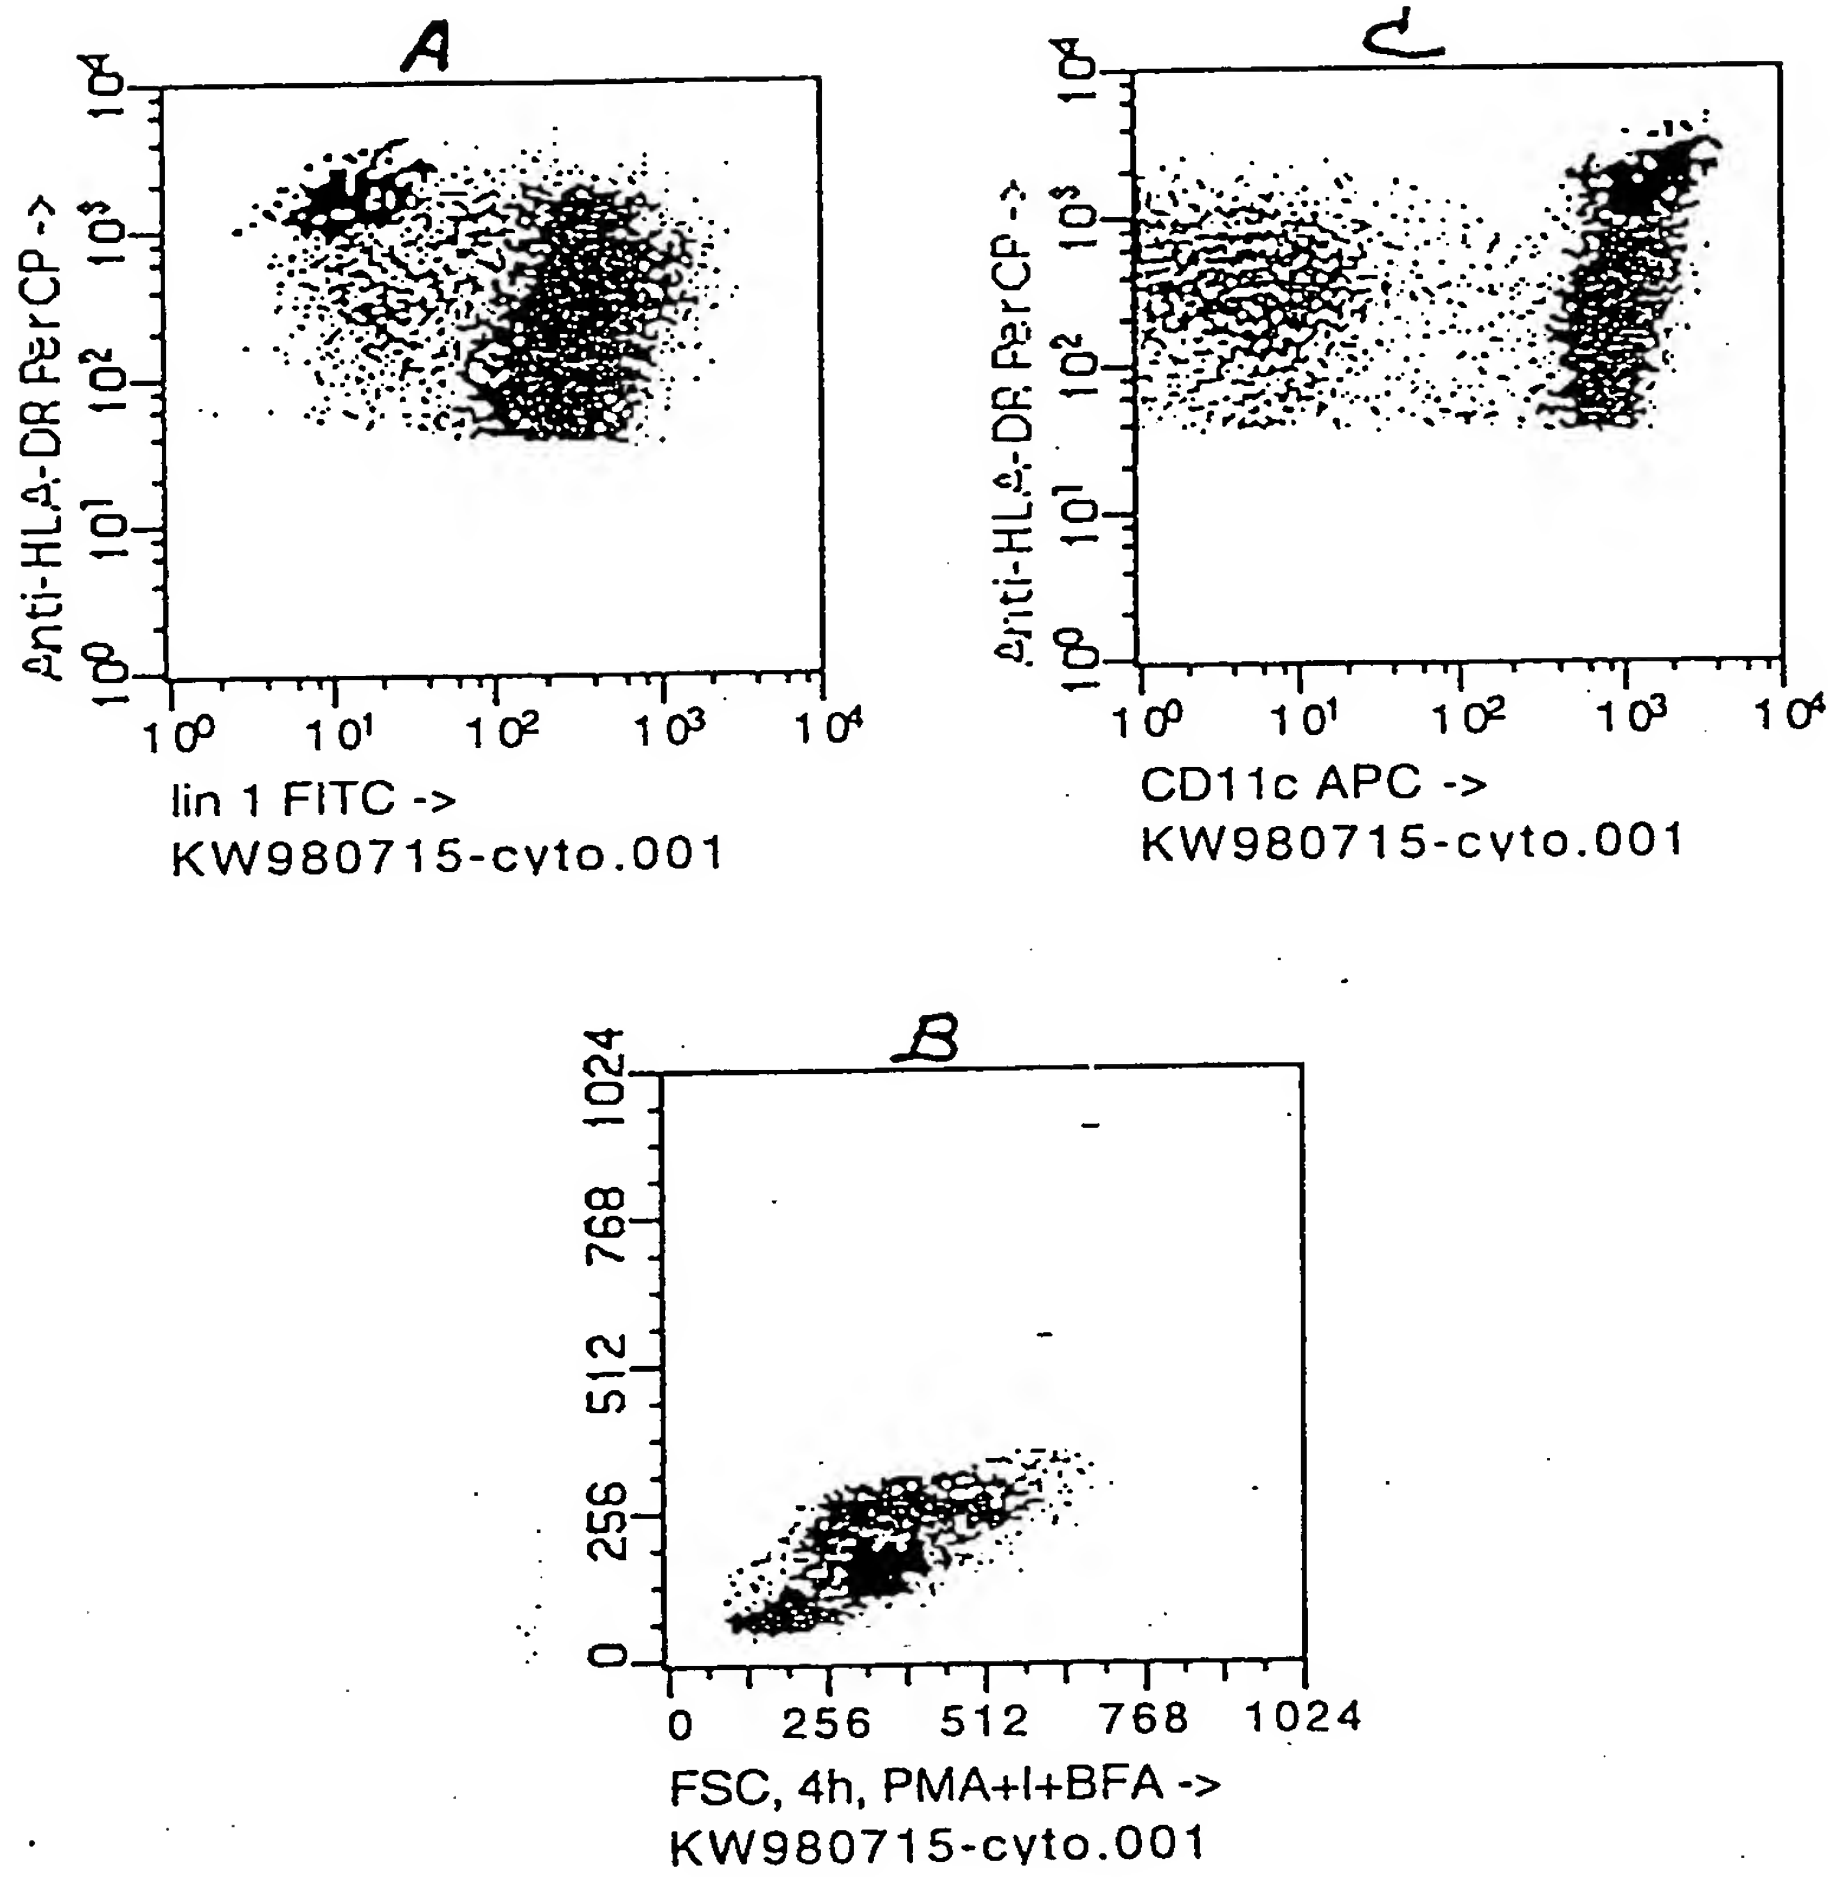 A
10⁴
10³
10²
10¹
10⁰
Anti-HLA-DR PerCP ->
10⁰ 10¹ 10² 10³ 10⁴
lin 1 FITC ->
KW980715-cyto.001
C
10⁴
10³
10²
10¹
10⁰
Anti-HLA-DR PerCP ->
10⁰ 10¹ 10² 10³ 10⁴
CD11c APC ->
KW980715-cyto.001
B
1024
768
512
256
0
0 256 512 768 1024
FSC, 4h, PMA+I+BFA ->
KW980715-cyto.001